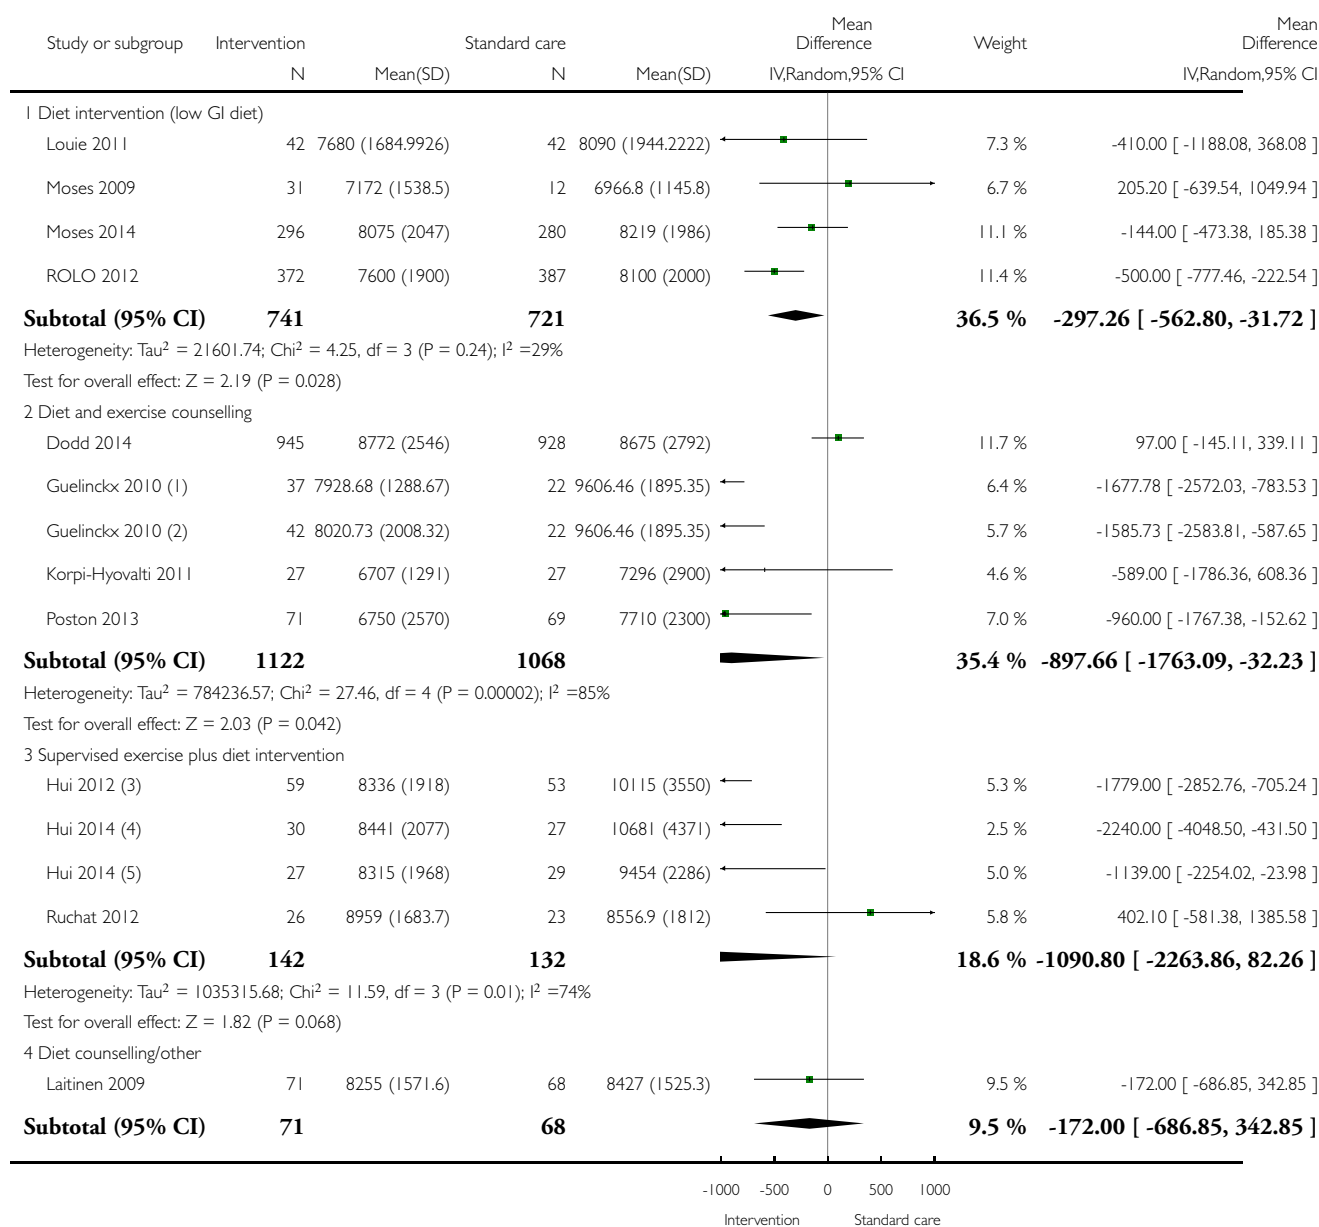 Study or subgroup Intervention Standard care Mean Difference Weight Mean Difference
N Mean(SD) N Mean(SD) IV,Random,95% CI IV,Random,95% CI
1 Diet intervention (low GI diet)
Louie 2011 42 7680 (1684.9926) 42 8090 (1944.2222) 7.3 % -410.00 [ -1188.08, 368.08 ]
Moses 2009 31 7172 (1538.5) 12 6966.8 (1145.8) 6.7 % 205.20 [ -639.54, 1049.94 ]
Moses 2014 296 8075 (2047) 280 8219 (1986) 11.1 % -144.00 [ -473.38, 185.38 ]
ROLO 2012 372 7600 (1900) 387 8100 (2000) 11.4 % -500.00 [ -777.46, -222.54 ]
Subtotal (95% CI) 741 721 36.5 % -297.26 [ -562.80, -31.72 ]
Heterogeneity: Tau² = 21601.74; Chi² = 4.25, df = 3 (P = 0.24); I² =29%
Test for overall effect: Z = 2.19 (P = 0.028)
2 Diet and exercise counselling
Dodd 2014 945 8772 (2546) 928 8675 (2792) 11.7 % 97.00 [ -145.11, 339.11 ]
Guelinckx 2010 (1) 37 7928.68 (1288.67) 22 9606.46 (1895.35) 6.4 % -1677.78 [ -2572.03, -783.53 ]
Guelinckx 2010 (2) 42 8020.73 (2008.32) 22 9606.46 (1895.35) 5.7 % -1585.73 [ -2583.81, -587.65 ]
Korpi-Hyovalti 2011 27 6707 (1291) 27 7296 (2900) 4.6 % -589.00 [ -1786.36, 608.36 ]
Poston 2013 71 6750 (2570) 69 7710 (2300) 7.0 % -960.00 [ -1767.38, -152.62 ]
Subtotal (95% CI) 1122 1068 35.4 % -897.66 [ -1763.09, -32.23 ]
Heterogeneity: Tau² = 784236.57; Chi² = 27.46, df = 4 (P = 0.00002); I² =85%
Test for overall effect: Z = 2.03 (P = 0.042)
3 Supervised exercise plus diet intervention
Hui 2012 (3) 59 8336 (1918) 53 10115 (3550) 5.3 % -1779.00 [ -2852.76, -705.24 ]
Hui 2014 (4) 30 8441 (2077) 27 10681 (4371) 2.5 % -2240.00 [ -4048.50, -431.50 ]
Hui 2014 (5) 27 8315 (1968) 29 9454 (2286) 5.0 % -1139.00 [ -2254.02, -23.98 ]
Ruchat 2012 26 8959 (1683.7) 23 8556.9 (1812) 5.8 % 402.10 [ -581.38, 1385.58 ]
Subtotal (95% CI) 142 132 18.6 % -1090.80 [ -2263.86, 82.26 ]
Heterogeneity: Tau² = 1035315.68; Chi² = 11.59, df = 3 (P = 0.01); I² =74%
Test for overall effect: Z = 1.82 (P = 0.068)
4 Diet counselling/other
Laitinen 2009 71 8255 (1571.6) 68 8427 (1525.3) 9.5 % -172.00 [ -686.85, 342.85 ]
Subtotal (95% CI) 71 68 9.5 % -172.00 [ -686.85, 342.85 ]
-1000 -500 0 500 1000
Intervention Standard care